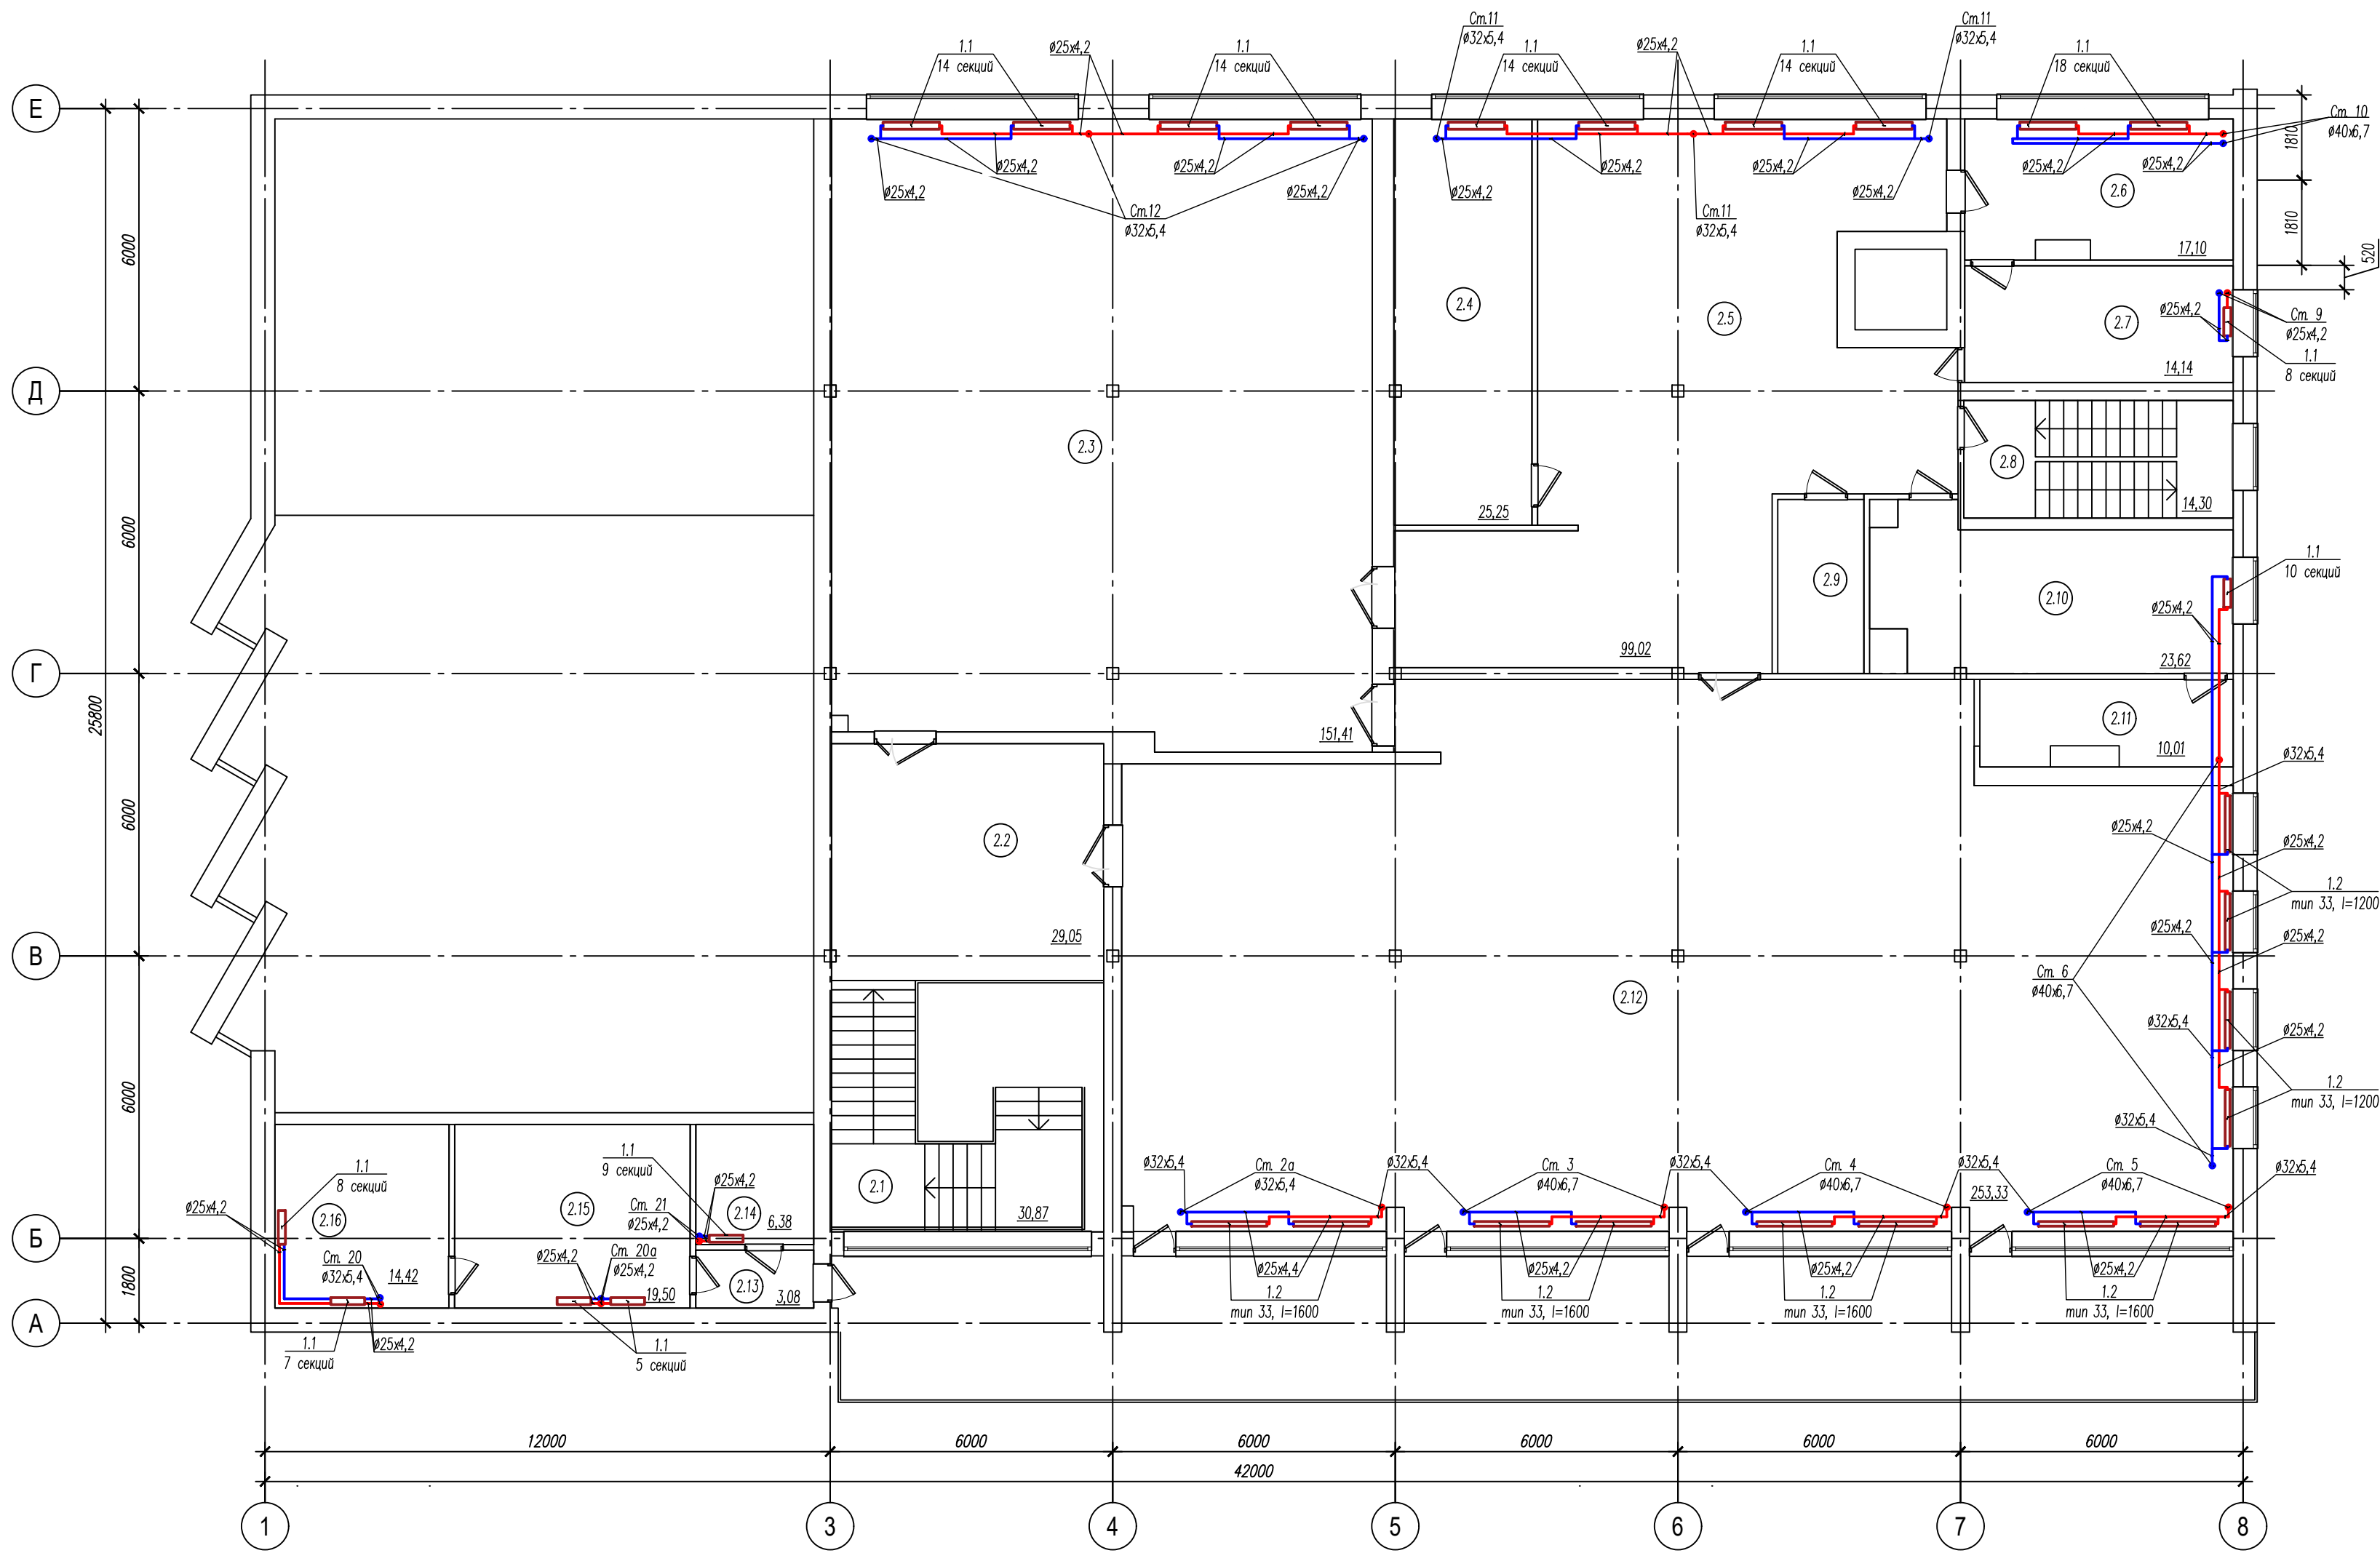 Ст.11
ø32x5,4
Ст.11
ø32x5,4
1.1
14 секций
ø25x4,2
1.1
14 секций
1.1
14 секций
ø25x4,2
1.1
14 секций
1.1
18 секций
Е
Ст. 10
ø40x6,7
1810
ø25x4,2
ø25x4,2
ø25x4,2
ø25x4,2
ø25x4,2
ø25x4,2
ø25x4,2
ø25x4,2
ø25x4,2
ø25x4,2
2.6
Ст.12
ø32x5,4
Ст.11
ø32x5,4
1810
6000
17,10
520
2.4
2.5
2.7
ø25x4,2
Ст. 9
ø25x4,2
1.1
8 секций
14,14
Д
2.3
2.8
14,30
25,25
6000
1.1
10 секций
2.9
2.10
ø25x4,2
99,02
23,62
Г
25800
2.11
151,41
10,01
ø32x5,4
6000
2.2
ø25x4,2
ø25x4,2
1.2
тип 33, l=1200
29,05
ø25x4,2
ø25x4,2
В
Ст. 6
ø40x6,7
2.12
ø32x5,4
ø25x4,2
6000
1.2
тип 33, l=1200
ø32x5,4
1.1
9 секций
1.1
8 секций
ø25x4,2
2.1
ø32x5,4
Ст. 2а
ø32x5,4
ø32x5,4
Ст. 3
ø40x6,7
ø32x5,4
Ст. 4
ø40x6,7
ø32x5,4
Ст. 5
ø40x6,7
ø32x5,4
253,33
ø25x4,2
2.16
2.15
Ст. 21
ø25x4,2
2.14
6,38
30,87
Б
ø25x4,2
Ст. 20а
ø25x4,2
Ст. 20
ø32x5,4
14,42
19,50
2.13
3,08
ø25x4,4
ø25x4,2
ø25x4,2
ø25x4,2
1800
1.2
тип 33, l=1600
1.2
тип 33, l=1600
1.2
тип 33, l=1600
1.2
тип 33, l=1600
А
1.1
7 секций
ø25x4,2
1.1
5 секций
12000
6000
6000
6000
6000
6000
42000
1
3
4
5
6
7
8